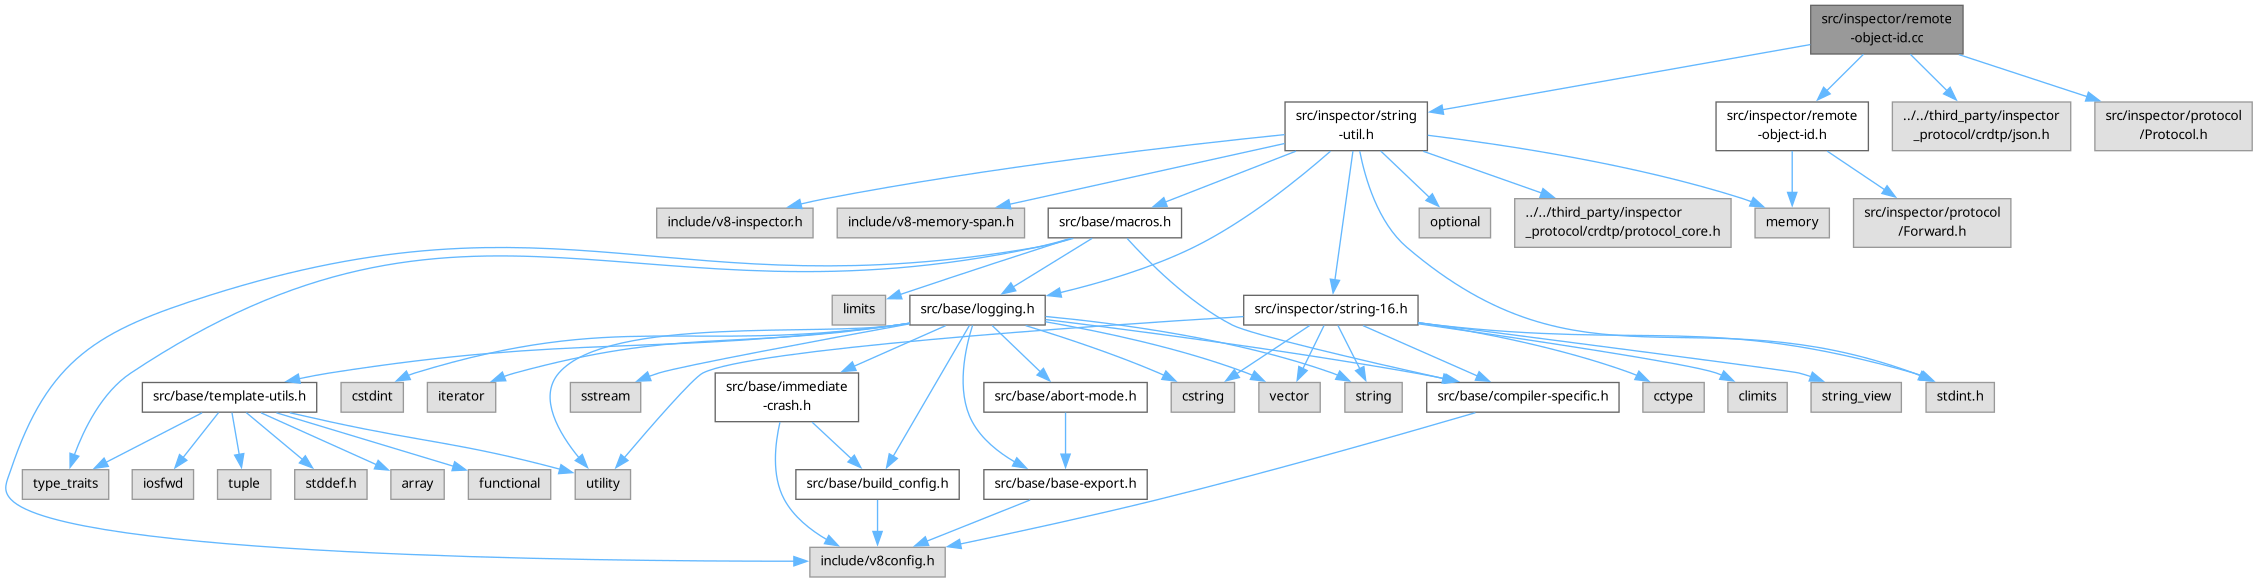 src/inspector/remote
-object-id.cc
src/inspector/string
-util.h
src/inspector/remote
-object-id.h
../../third_party/inspector
_protocol/crdtp/json.h
src/inspector/protocol
/Protocol.h
include/v8-inspector.h
include/v8-memory-span.h
src/base/macros.h
optional
../../third_party/inspector
_protocol/crdtp/protocol_core.h
memory
src/inspector/protocol
/Forward.h
limits
src/base/logging.h
src/inspector/string-16.h
src/base/template-utils.h
cstdint
iterator
sstream
src/base/immediate
-crash.h
src/base/abort-mode.h
cstring
vector
string
src/base/compiler-specific.h
cctype
climits
string_view
stdint.h
type_traits
iosfwd
tuple
stddef.h
array
functional
utility
src/base/build_config.h
src/base/base-export.h
include/v8config.h